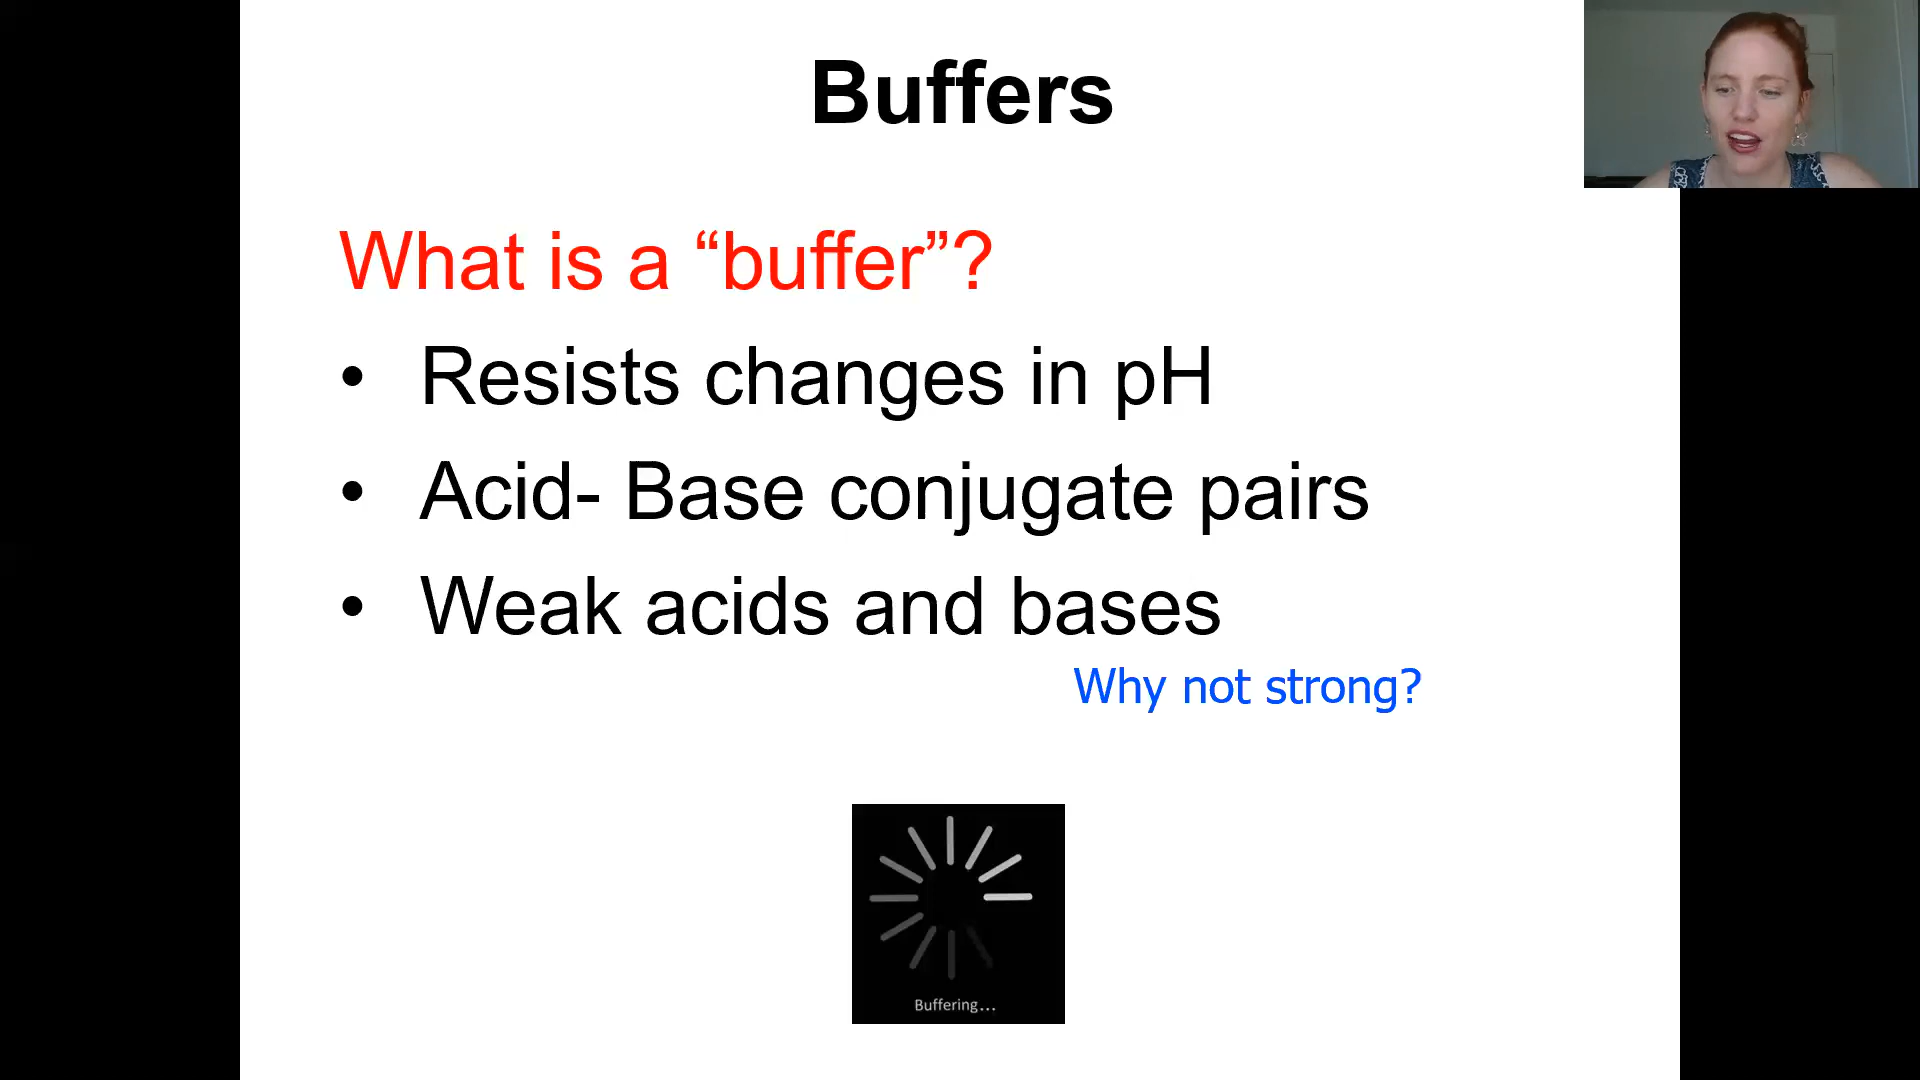 Buffers
What is a “buffer”?
• Resists changes in pH
• Acid- Base conjugate pairs
• Weak acids and bases
Why not strong?
Buffering...